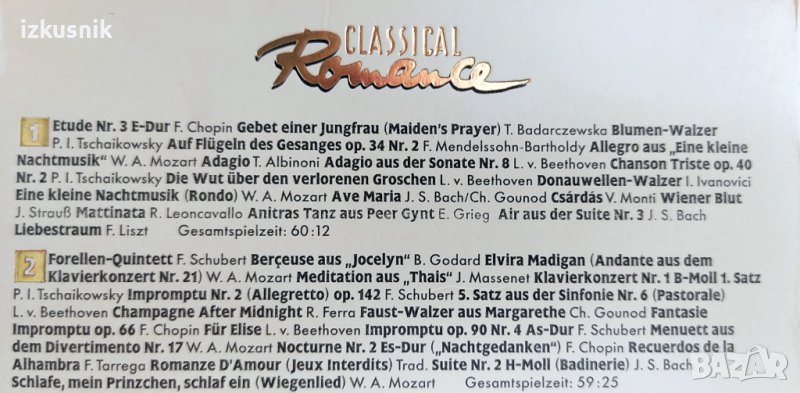 izkusnik
CLASSICAL
Romance
1 Etude Nr. 3 E-Dur F. Chopin Gebet einer Jungfrau (Maiden's Prayer) T. Badarczewska Blumen-Walzer
P. I. Tschaikowsky Auf Flügeln des Gesanges op. 34 Nr. 2 F. Mendelssohn-Bartholdy Allegro aus „Eine kleine
Nachtmusik" W. A. Mozart Adagio T. Albinoni Adagio aus der Sonate Nr. 8 L. v. Beethoven Chanson Triste op. 40
Nr. 2 P. I. Tschaikowsky Die Wut über den verlorenen Groschen L. v. Beethoven Donauwellen-Walzer I. Ivanovici
Eine kleine Nachtmusik (Rondo) W. A. Mozart Ave Maria J. S. Bach/Ch. Gounod Csárdás V. Monti Wiener Blut
J. Strauß Mattinata R. Leoncavallo Anitras Tanz aus Peer Gynt E. Grieg Air aus der Suite Nr. 3 J. S. Bach
Liebestraum F. Liszt Gesamtspielzeit: 60:12
2 Forellen-Quintett F. Schubert Berçeuse aus „Jocelyn" B. Godard Elvira Madigan (Andante aus dem
Klavierkonzert Nr. 21) W. A. Mozart Meditation aus „Thais" J. Massenet Klavierkonzert Nr. 1 B-Moll 1. Satz
P. I. Tschaikowsky Impromptu Nr. 2 (Allegretto) op. 142 F. Schubert 5. Satz aus der Sinfonie Nr. 6 (Pastorale)
L. v. Beethoven Champagne After Midnight R. Ferra Faust-Walzer aus Margarethe Ch. Gounod Fantasie
Impromptu op. 66 F. Chopin Für Elise L. v. Beethoven Impromptu op. 90 Nr. 4 As-Dur F. Schubert Menuett aus
dem Divertimento Nr. 17 W. A. Mozart Nocturne Nr. 2 Es-Dur („Nachtgedanken") F. Chopin Recuerdos de la
Alhambra F. Tarrega Romanze D'Amour (Jeux Interdits) Trad. Suite Nr. 2 H-Moll (Badinerie) J. S. Bach
Schlafe, mein Prinzchen, schlaf ein (Wiegenlied) W. A. Mozart Gesamtspielzeit: 59:25
BAZAR